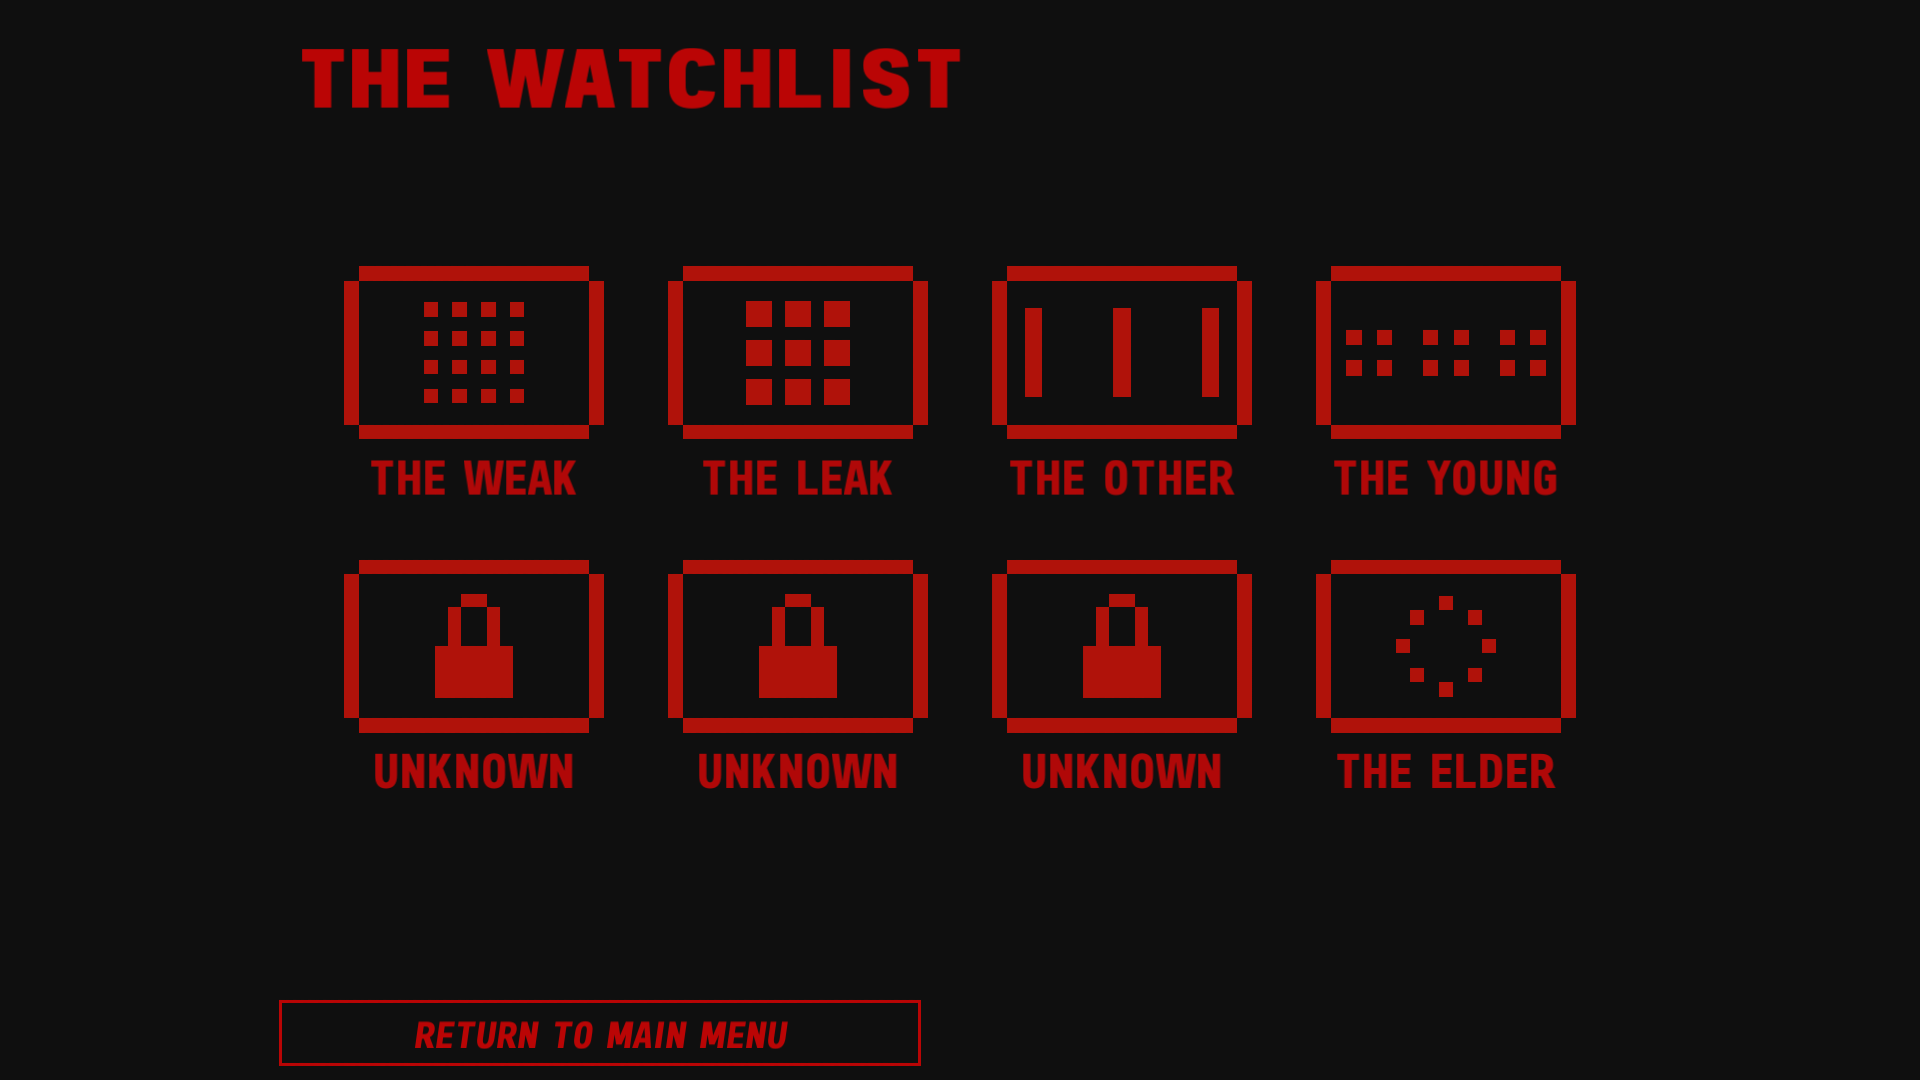 THE WATCHLIST
THE WEAK
THE LEAK
THE OTHER
THE YOUNG
UNKNOWN
UNKNOWN
UNKNOWN
THE ELDER
RETURN TO MAIN MENU